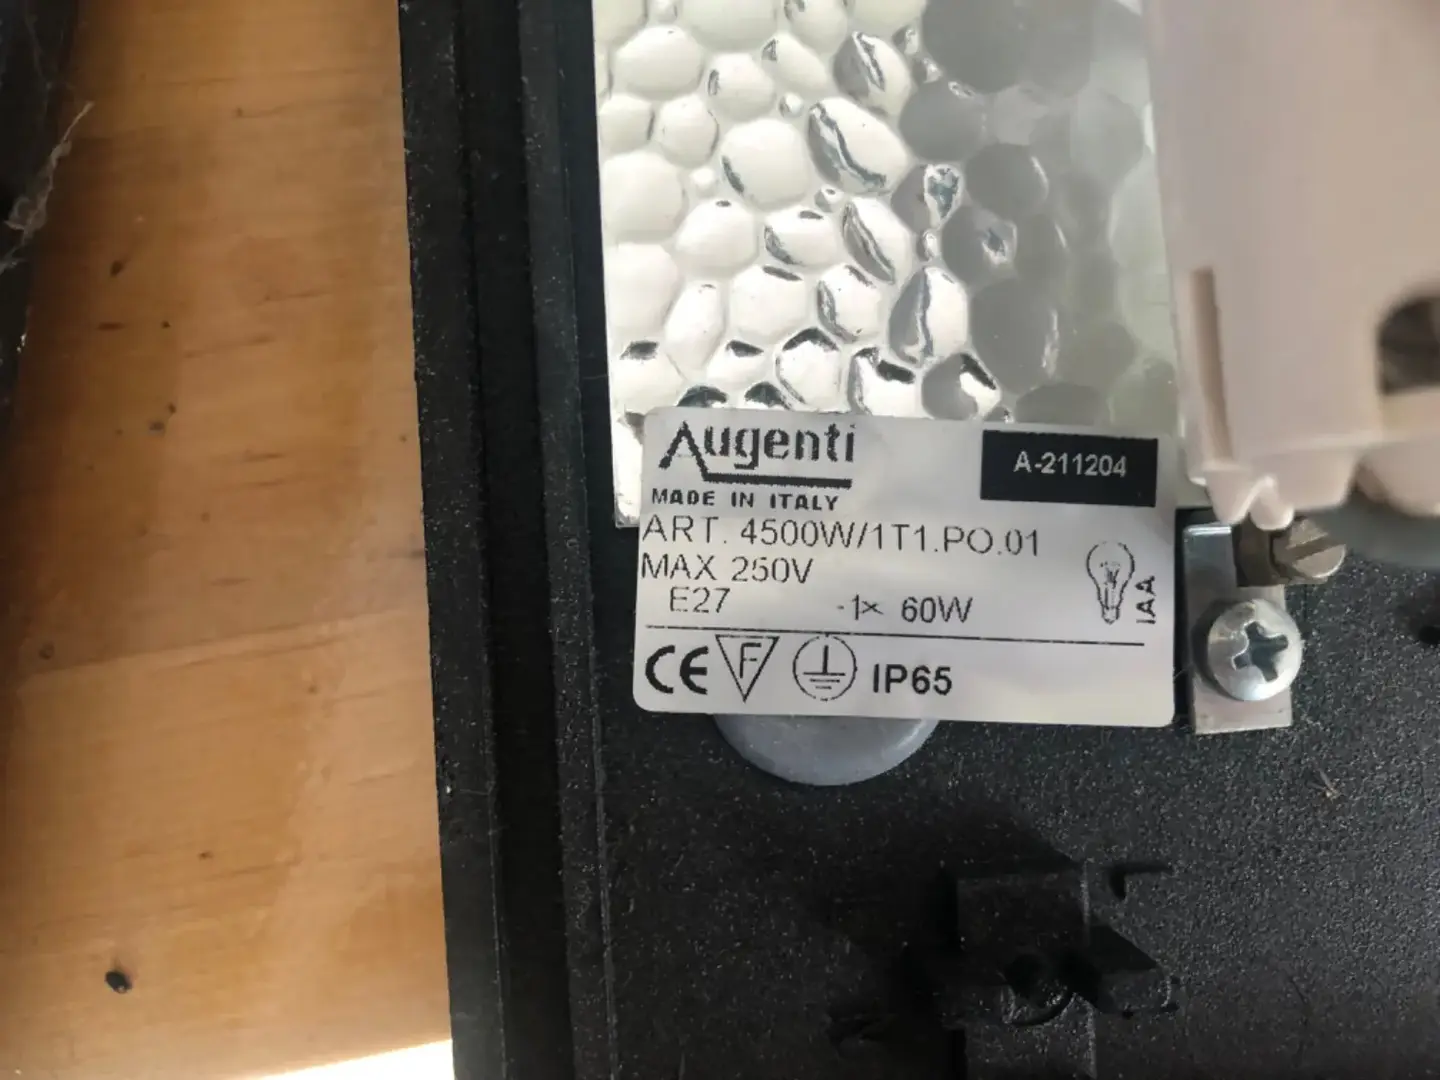 Augenti
A-211204
MADE IN ITALY
ART. 4500W/1T1.PO.01
MAX 250V
E27 1x 60W
IAA
CE F IP65